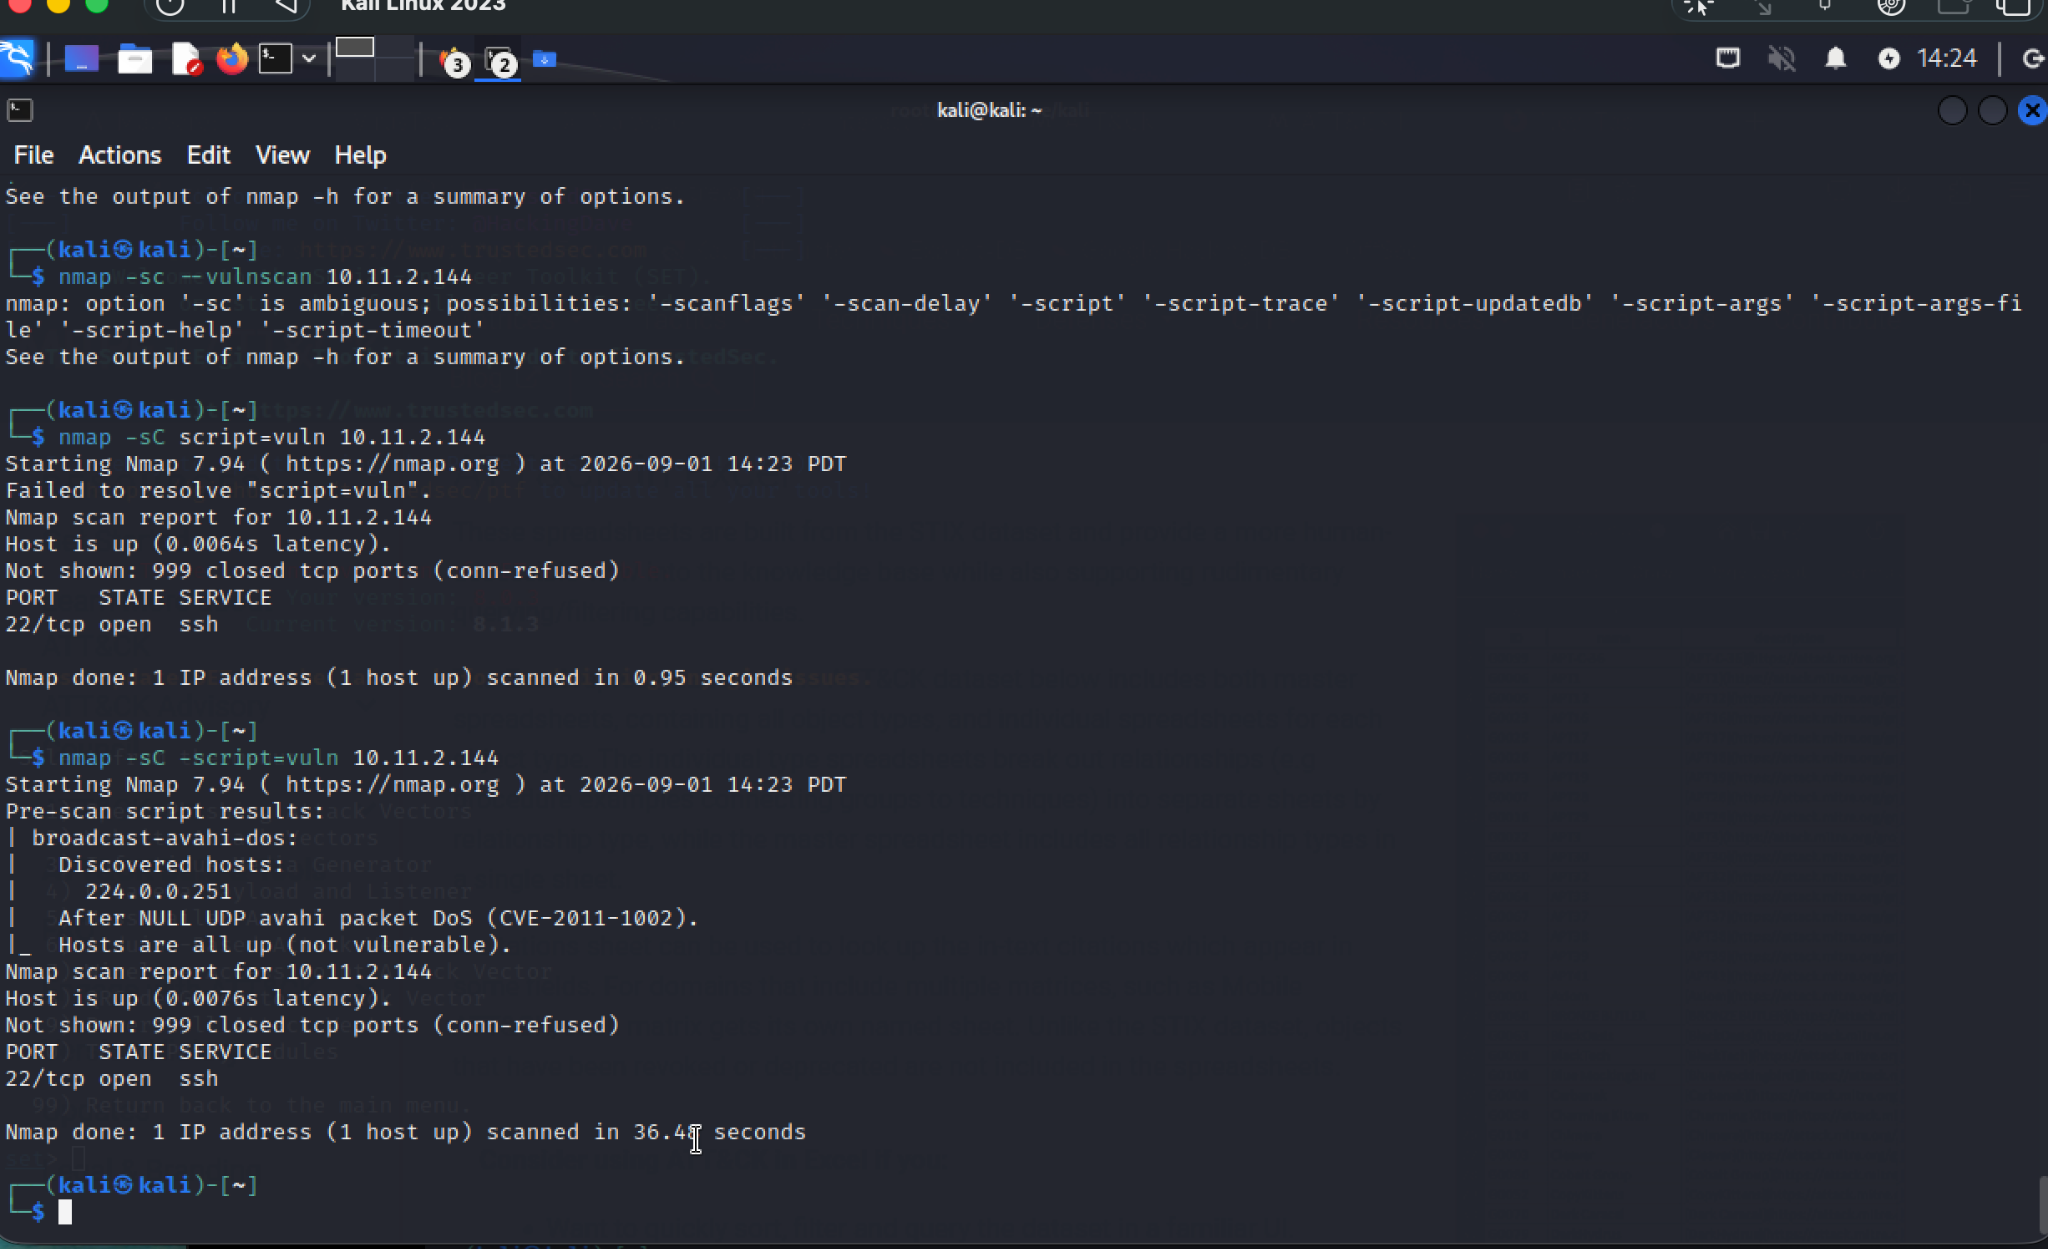 Kali Linux 2023
3
2
14:24
kali@kali: ~
File Actions Edit View Help
See the output of nmap -h for a summary of options.
┌──(kali㉿kali)-[~]
└─$ nmap -sc --vulnscan 10.11.2.144
nmap: option '-sc' is ambiguous; possibilities: '-scanflags' '-scan-delay' '-script' '-script-trace' '-script-updatedb' '-script-args' '-script-args-fi
le' '-script-help' '-script-timeout'
See the output of nmap -h for a summary of options.
┌──(kali㉿kali)-[~]
└─$ nmap -sC script=vuln 10.11.2.144
Starting Nmap 7.94 ( https://nmap.org ) at 2026-09-01 14:23 PDT
Failed to resolve "script=vuln".
Nmap scan report for 10.11.2.144
Host is up (0.0064s latency).
Not shown: 999 closed tcp ports (conn-refused)
PORT   STATE SERVICE
22/tcp open  ssh
Nmap done: 1 IP address (1 host up) scanned in 0.95 seconds
┌──(kali㉿kali)-[~]
└─$ nmap -sC -script=vuln 10.11.2.144
Starting Nmap 7.94 ( https://nmap.org ) at 2026-09-01 14:23 PDT
Pre-scan script results:
| broadcast-avahi-dos:
|   Discovered hosts:
|     224.0.0.251
|   After NULL UDP avahi packet DoS (CVE-2011-1002).
|_  Hosts are all up (not vulnerable).
Nmap scan report for 10.11.2.144
Host is up (0.0076s latency).
Not shown: 999 closed tcp ports (conn-refused)
PORT   STATE SERVICE
22/tcp open  ssh
Nmap done: 1 IP address (1 host up) scanned in seconds
┌──(kali㉿kali)-[~]
└─$